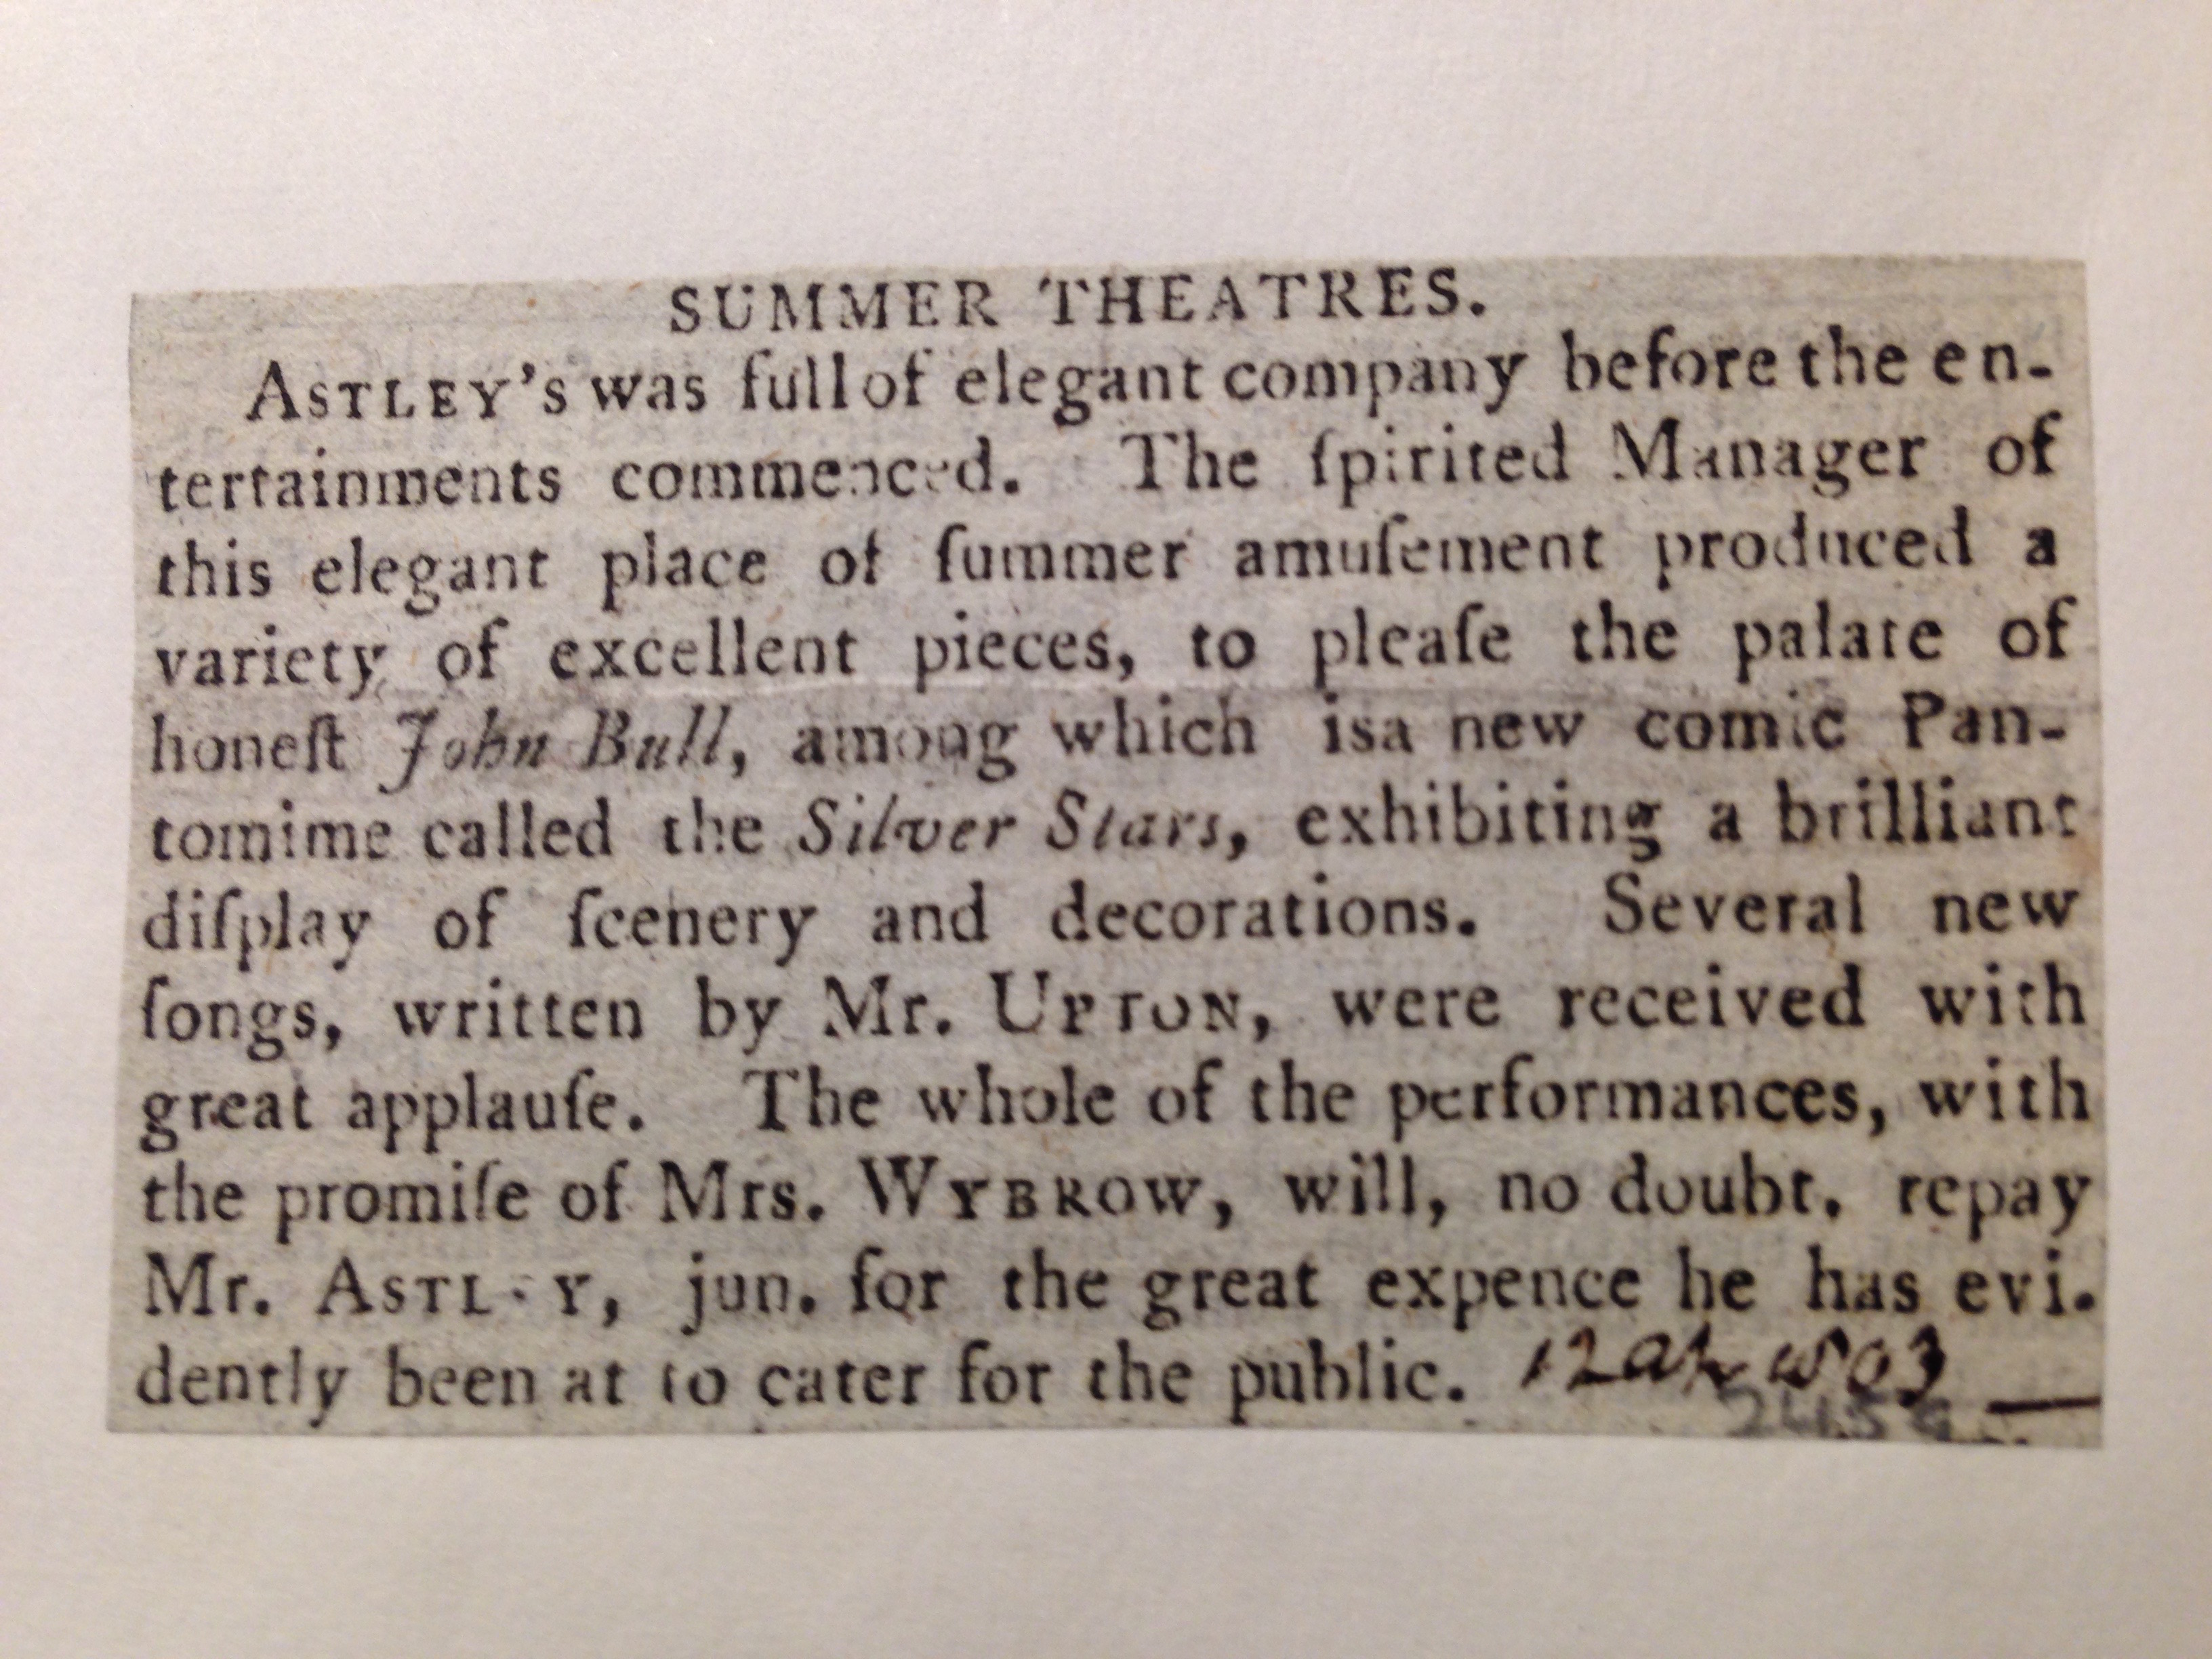 SUMMER THEATRES.
ASTLEY's was full of elegant company before the en-
tertainments commenced. The ſpirited Manager of
this elegant place of ſummer amuſement produced a
variety of excellent pieces, to pleaſe the palate of
honeſt John Bull, among which isa new comic Pan-
tomime called the Silver Stars, exhibiting a brilliant
diſplay of ſcenery and decorations. Several new
ſongs, written by Mr. UPTON, were received with
great applauſe. The whole of the performances, with
the promiſe of Mrs. WYBROW, will, no doubt, repay
Mr. ASTLEY, jun. for the great expence he has evi-
dently been at to cater for the public. 12 1803